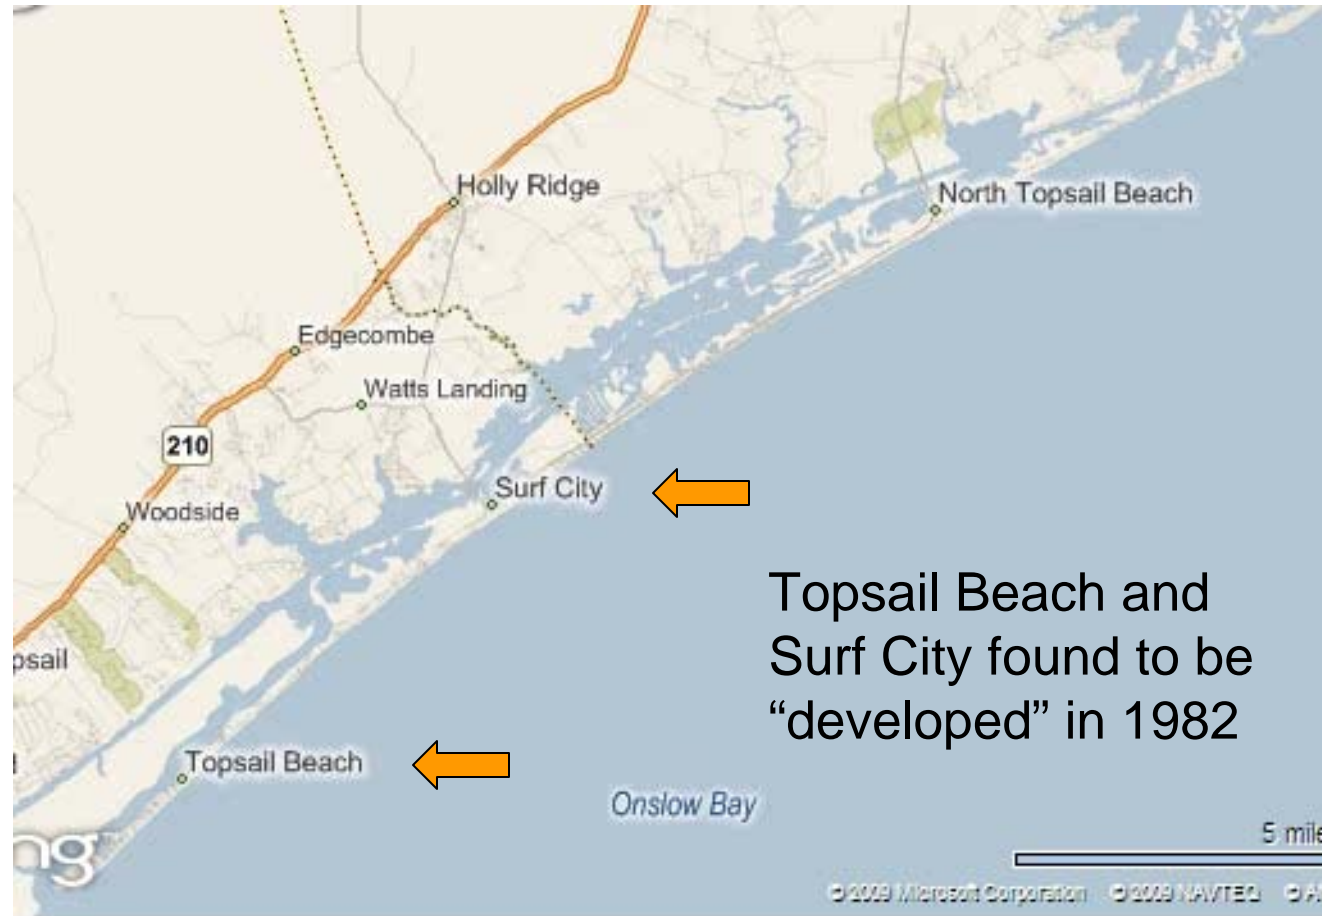 Holly Ridge
North Topsail Beach
Edgecombe
Watts Landing
210
Surf City
Woodside
Topsail Beach and
Surf City found to be
“developed” in 1982
psail
Topsail Beach
Onslow Bay
ng
5 mile
© 2009 Microsoft Corporation © 2009 NAVTEQ © A